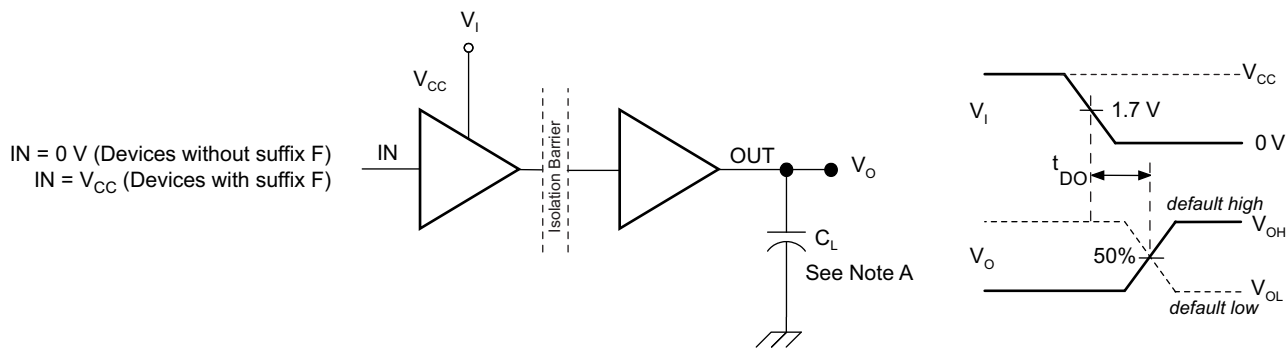 V_I
V_CC
IN = 0 V (Devices without suffix F)
IN = V_CC (Devices with suffix F)
IN
Isolation Barrier
OUT
V_O
C_L
See Note A
V_CC
V_I
1.7 V
0 V
t_DO
default high
V_OH
V_O
50%
V_OL
default low